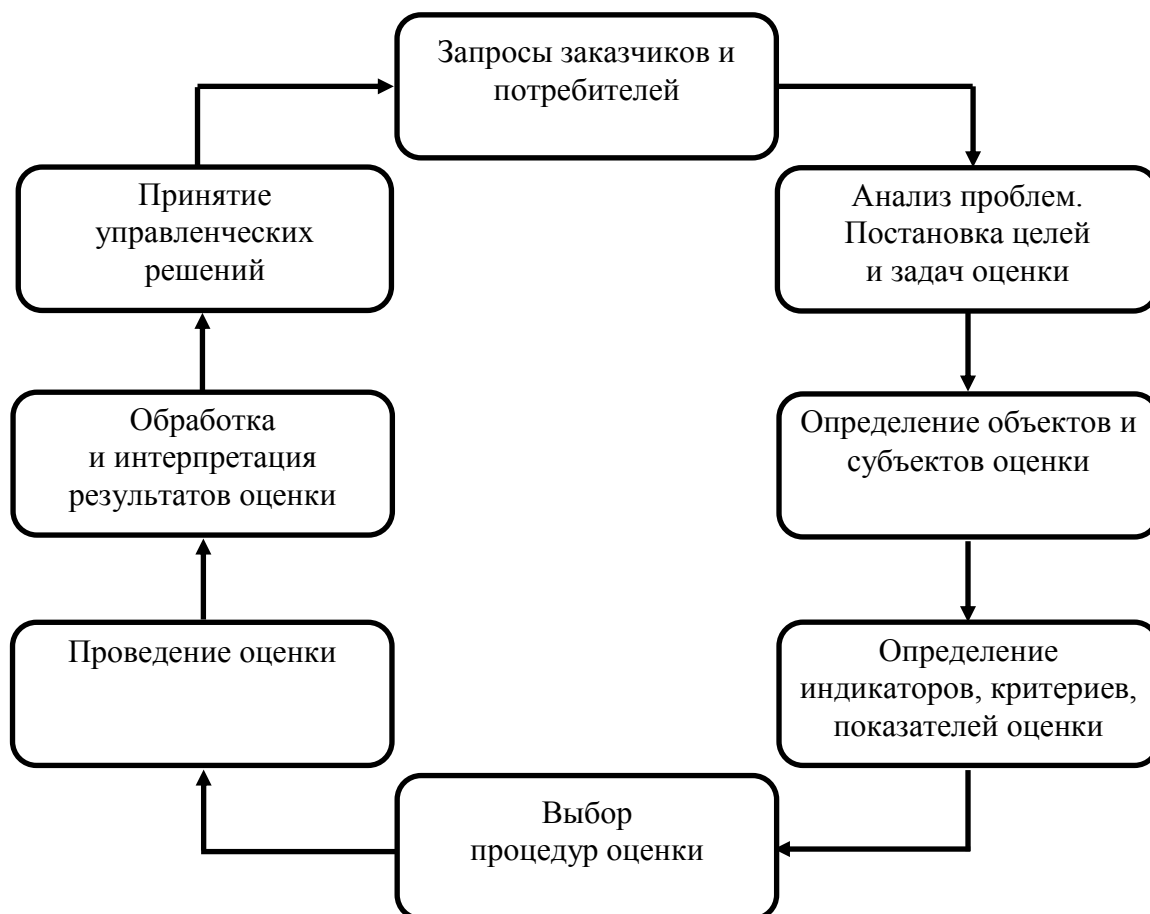 Запросы заказчиков и
потребителей
Анализ проблем.
Постановка целей
и задач оценки
Определение объектов и
субъектов оценки
Определение
индикаторов, критериев,
показателей оценки
Выбор
процедур оценки
Проведение оценки
Обработка
и интерпретация
результатов оценки
Принятие
управленческих
решений